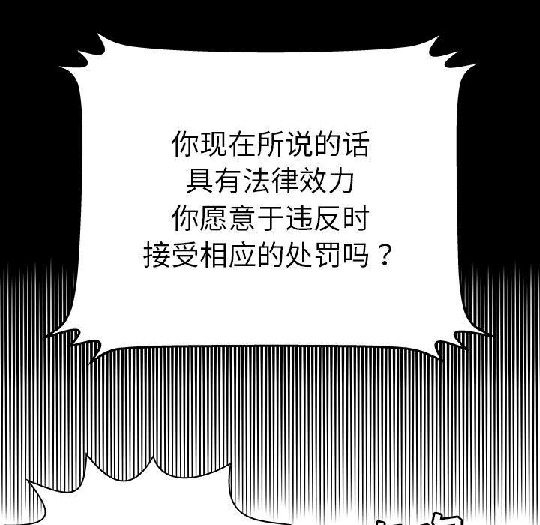 你现在所说的话
具有法律效力
你愿意于违反时
接受相应的处罚吗？